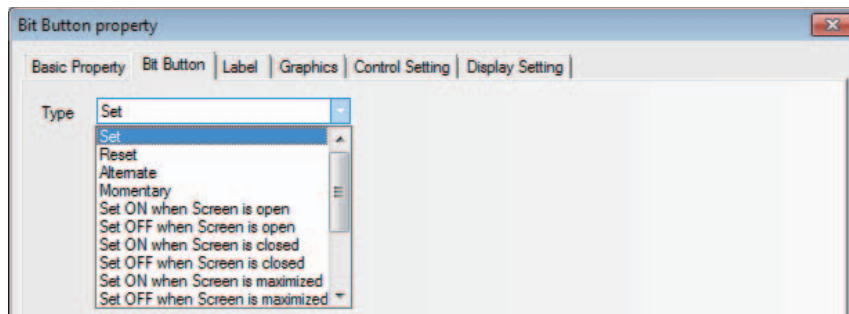 Bit Button property
Basic Property Bit Button Label Graphics Control Setting Display Setting
Type Set
Set
Reset
Alternate
Momentary
Set ON when Screen is open
Set OFF when Screen is open
Set ON when Screen is closed
Set OFF when Screen is closed
Set ON when Screen is maximized
Set OFF when Screen is maximized